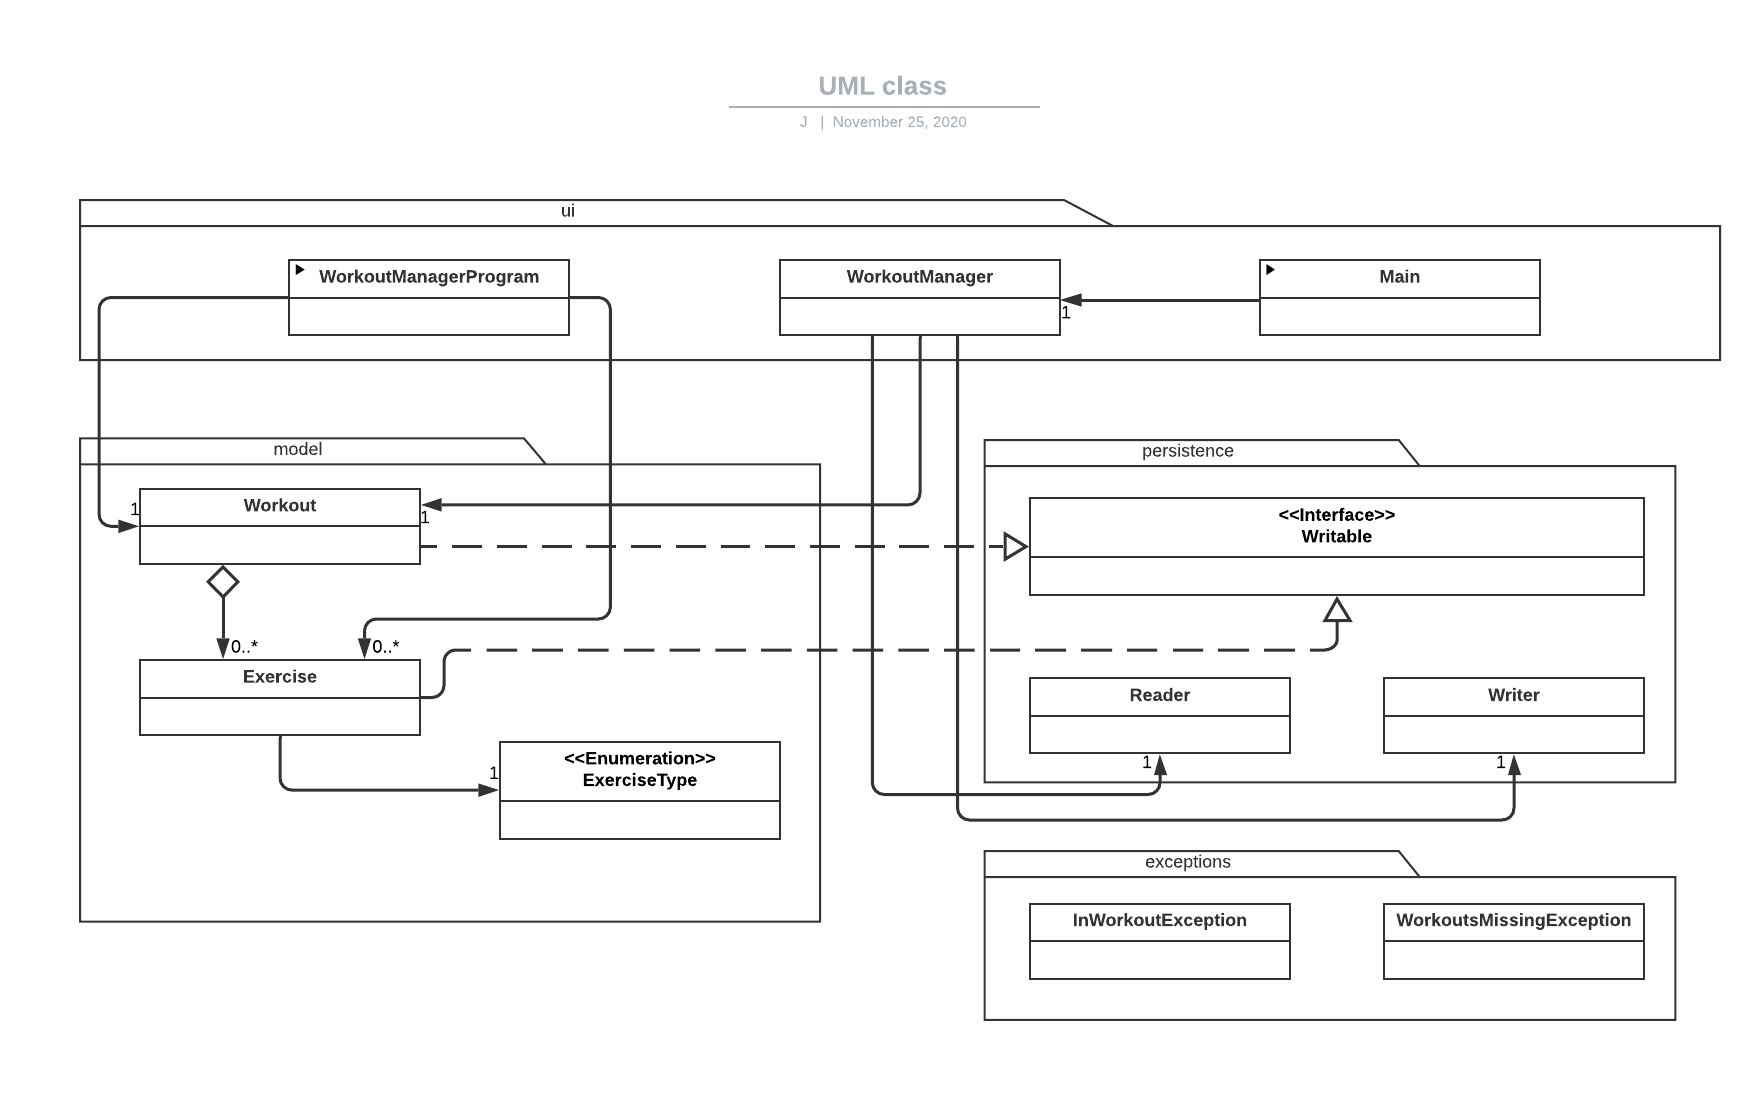 UML class
J | November 25, 2020
ui
WorkoutManagerProgram
WorkoutManager
Main
1
model
persistence
1
Workout
1
<<Interface>>
Writable
0..*
0..*
Exercise
Reader
Writer
1
<<Enumeration>>
ExerciseType
1
1
exceptions
InWorkoutException
WorkoutsMissingException